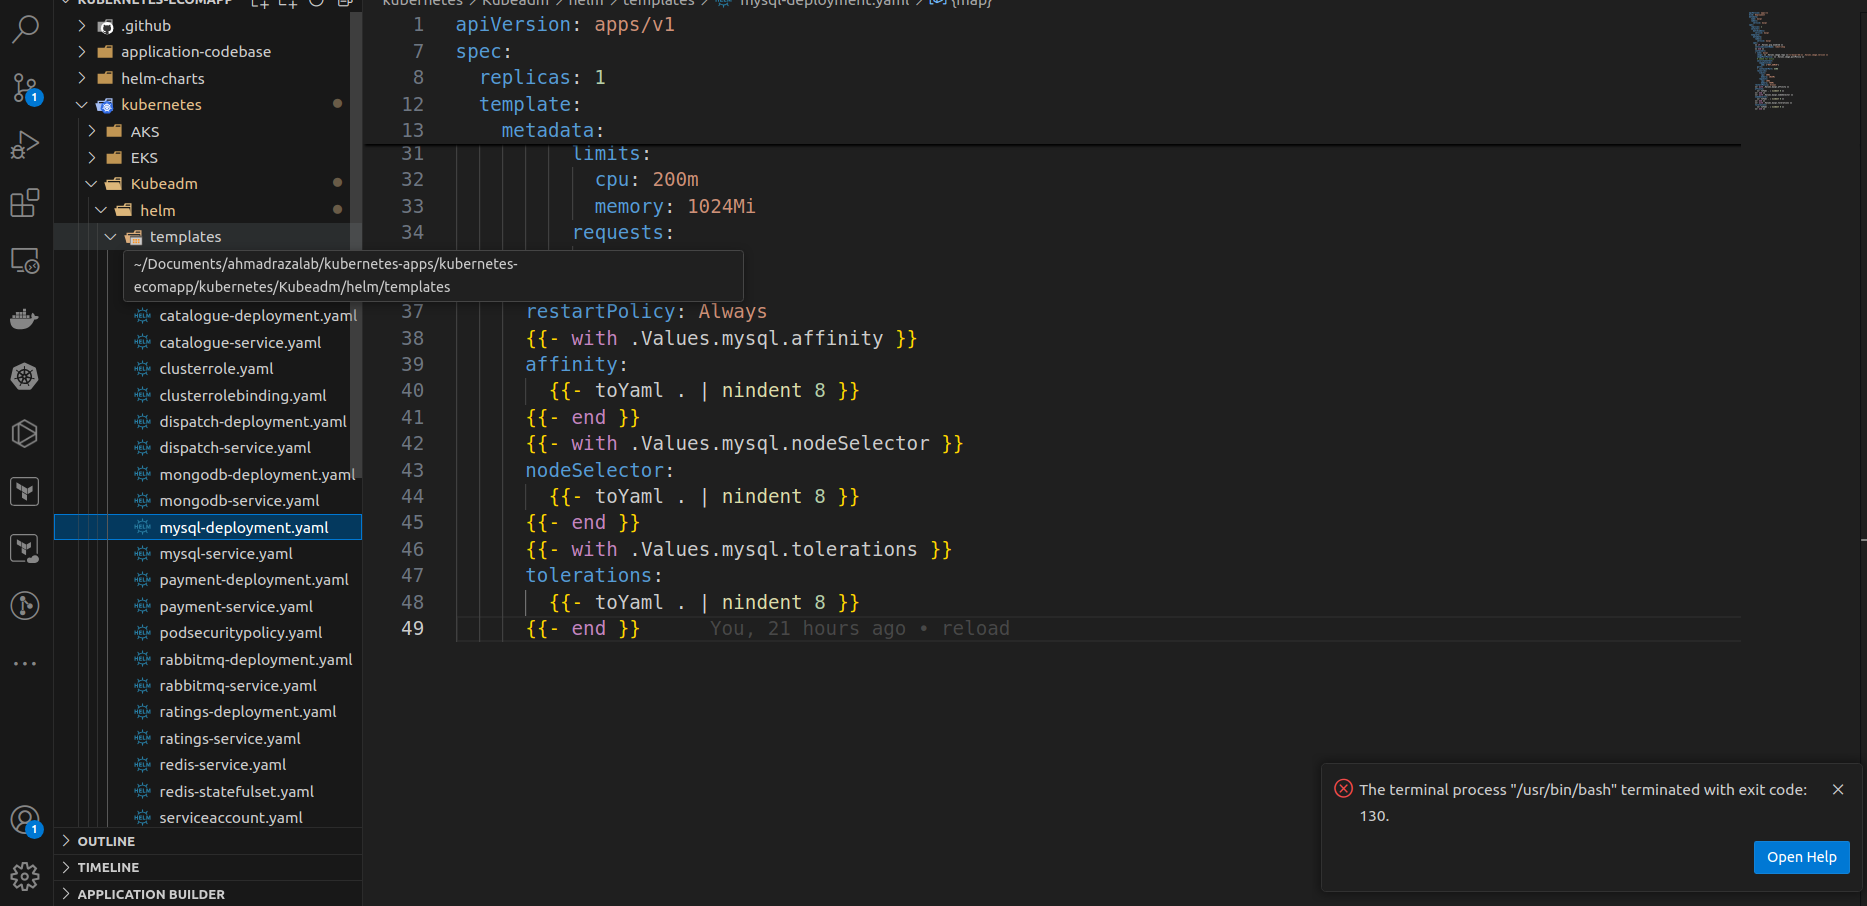 KUBERNETES-ECOMAPP
.github
application-codebase
helm-charts
kubernetes
AKS
EKS
Kubeadm
helm
templates
~/Documents/ahmadrazalab/kubernetes-apps/kubernetes-
ecomapp/kubernetes/Kubeadm/helm/templates
catalogue-deployment.yaml
catalogue-service.yaml
clusterrole.yaml
clusterrolebinding.yaml
dispatch-deployment.yaml
dispatch-service.yaml
mongodb-deployment.yaml
mongodb-service.yaml
mysql-deployment.yaml
mysql-service.yaml
payment-deployment.yaml
payment-service.yaml
podsecuritypolicy.yaml
rabbitmq-deployment.yaml
rabbitmq-service.yaml
ratings-deployment.yaml
ratings-service.yaml
redis-service.yaml
redis-statefulset.yaml
serviceaccount.yaml
OUTLINE
TIMELINE
APPLICATION BUILDER
kubernetes > Kubeadm > helm > templates > mysql-deployment.yaml > {map}
1 apiVersion: apps/v1
7 spec:
8 replicas: 1
12 template:
13 metadata:
31 limits:
32 cpu: 200m
33 memory: 1024Mi
34 requests:
37 restartPolicy: Always
38 {{- with .Values.mysql.affinity }}
39 affinity:
40 {{- toYaml . | nindent 8 }}
41 {{- end }}
42 {{- with .Values.mysql.nodeSelector }}
43 nodeSelector:
44 {{- toYaml . | nindent 8 }}
45 {{- end }}
46 {{- with .Values.mysql.tolerations }}
47 tolerations:
48 {{- toYaml . | nindent 8 }}
49 {{- end }} You, 21 hours ago • reload
The terminal process "/usr/bin/bash" terminated with exit code:
130.
Open Help
1
1